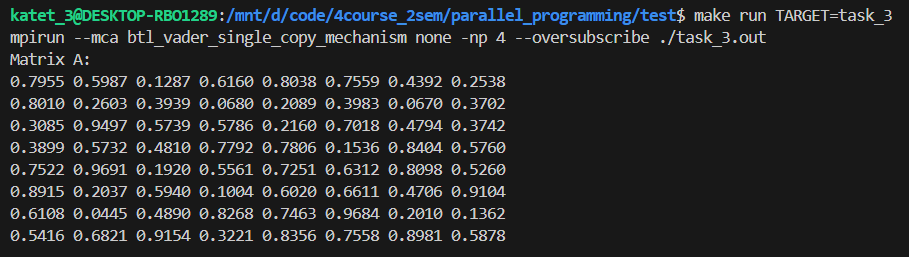 katet_3@DESKTOP-RBO1289:/mnt/d/code/4course_2sem/parallel_programming/test$ make run TARGET=task_3
mpirun --mca btl_vader_single_copy_mechanism none -np 4 --oversubscribe ./task_3.out
Matrix A:
0.7955 0.5987 0.1287 0.6160 0.8038 0.7559 0.4392 0.2538
0.8010 0.2603 0.3939 0.0680 0.2089 0.3983 0.0670 0.3702
0.3085 0.9497 0.5739 0.5786 0.2160 0.7018 0.4794 0.3742
0.3899 0.5732 0.4810 0.7792 0.7806 0.1536 0.8404 0.5760
0.7522 0.9691 0.1920 0.5561 0.7251 0.6312 0.8098 0.5260
0.8915 0.2037 0.5940 0.1004 0.6020 0.6611 0.4706 0.9104
0.6108 0.0445 0.4890 0.8268 0.7463 0.9684 0.2010 0.1362
0.5416 0.6821 0.9154 0.3221 0.8356 0.7558 0.8981 0.5878